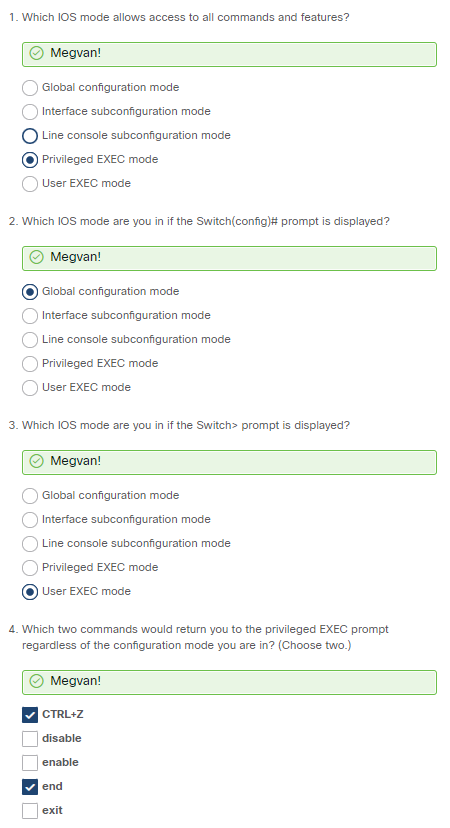 1. Which IOS mode allows access to all commands and features?
Megvan!
Global configuration mode
Interface subconfiguration mode
Line console subconfiguration mode
Privileged EXEC mode
User EXEC mode
2. Which IOS mode are you in if the Switch(config)# prompt is displayed?
Megvan!
Global configuration mode
Interface subconfiguration mode
Line console subconfiguration mode
Privileged EXEC mode
User EXEC mode
3. Which IOS mode are you in if the Switch> prompt is displayed?
Megvan!
Global configuration mode
Interface subconfiguration mode
Line console subconfiguration mode
Privileged EXEC mode
User EXEC mode
4. Which two commands would return you to the privileged EXEC prompt
regardless of the configuration mode you are in? (Choose two.)
Megvan!
CTRL+Z
disable
enable
end
exit